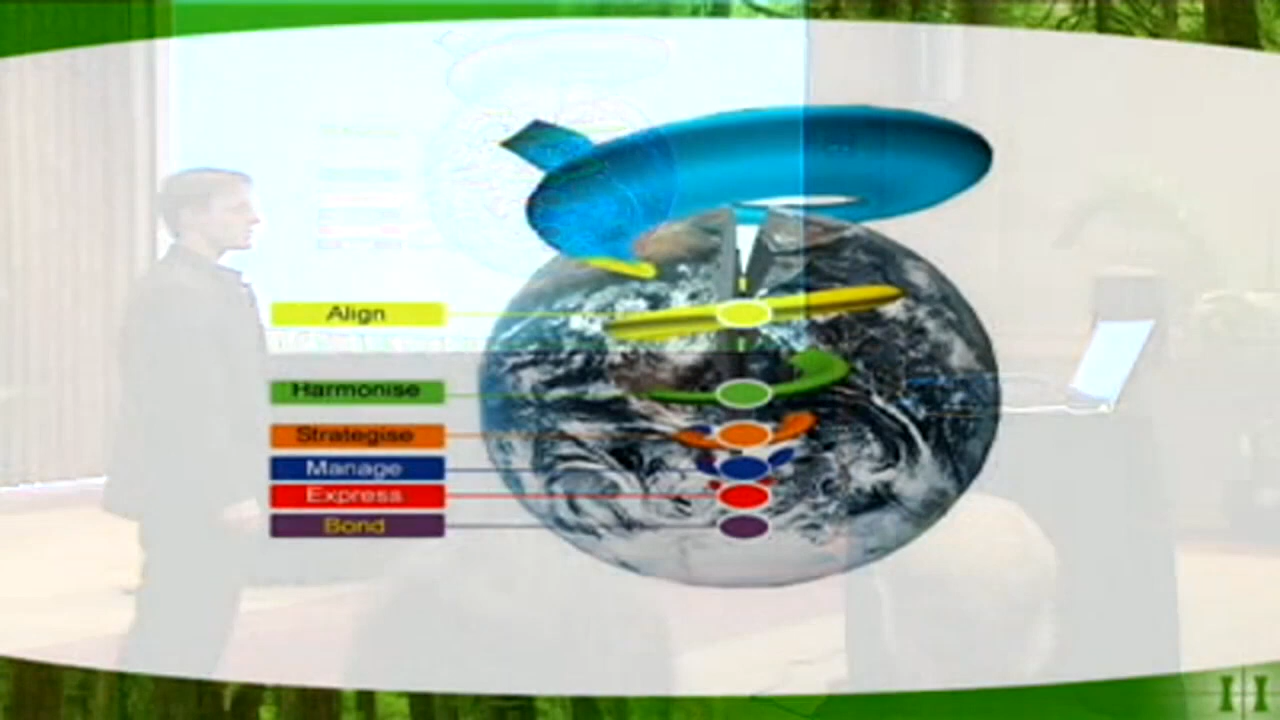 Align
Harmonise
Strategise
Manage
Express
Bond